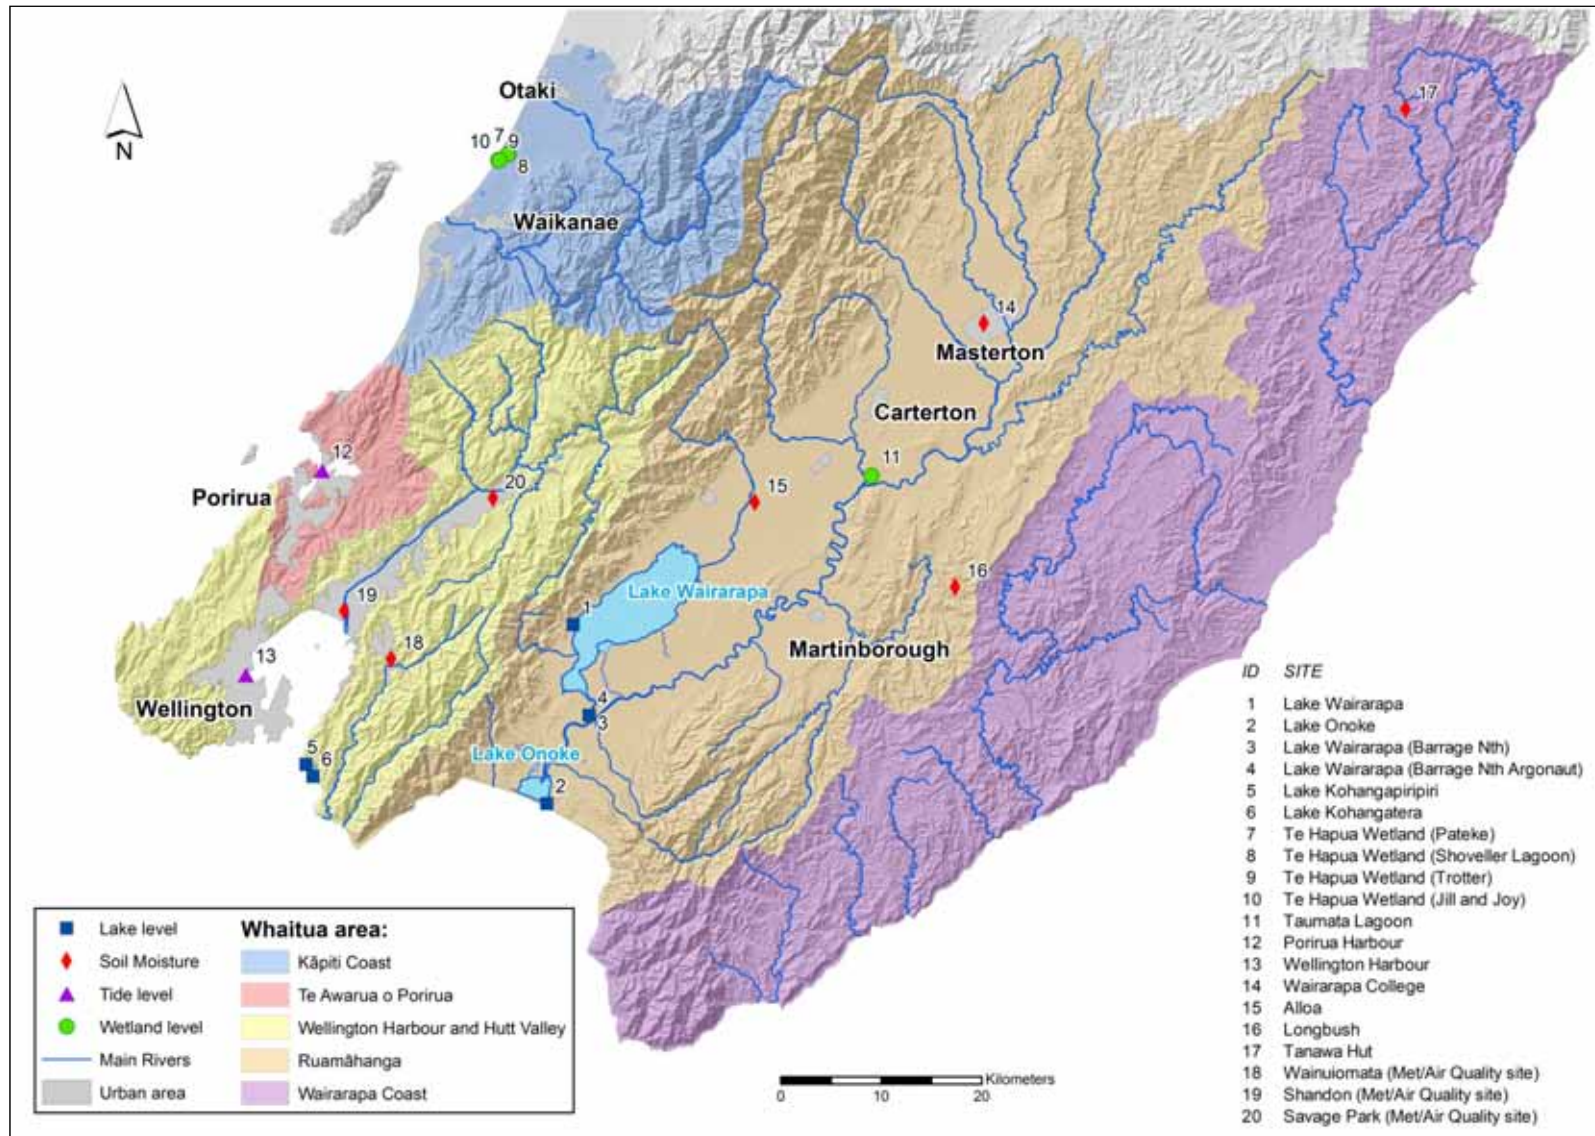 N
Otaki
10 7 9
8
Waikanae
17
14
Masterton
Carterton
12
Porirua
20
11
15
16
19
18
13
Wellington
1
Lake Wairarapa
Martinborough
4
3
5
6
Lake Onoke
2
ID SITE
1 Lake Wairarapa
2 Lake Onoke
3 Lake Wairarapa (Barrage Nth)
4 Lake Wairarapa (Barrage Nth Argonaut)
5 Lake Kohangapiripiri
6 Lake Kohangatera
7 Te Hapua Wetland (Pateke)
8 Te Hapua Wetland (Shoveller Lagoon)
9 Te Hapua Wetland (Trotter)
10 Te Hapua Wetland (Jill and Joy)
11 Taumata Lagoon
12 Porirua Harbour
13 Wellington Harbour
14 Wairarapa College
15 Alloa
16 Longbush
17 Tanawa Hut
18 Wainuiomata (Met/Air Quality site)
19 Shandon (Met/Air Quality site)
20 Savage Park (Met/Air Quality site)
Lake level
Soil Moisture
Tide level
Wetland level
Main Rivers
Urban area
Whaitua area:
Kāpiti Coast
Te Awarua o Porirua
Wellington Harbour and Hutt Valley
Ruamāhanga
Wairarapa Coast
Kilometers
0 10 20